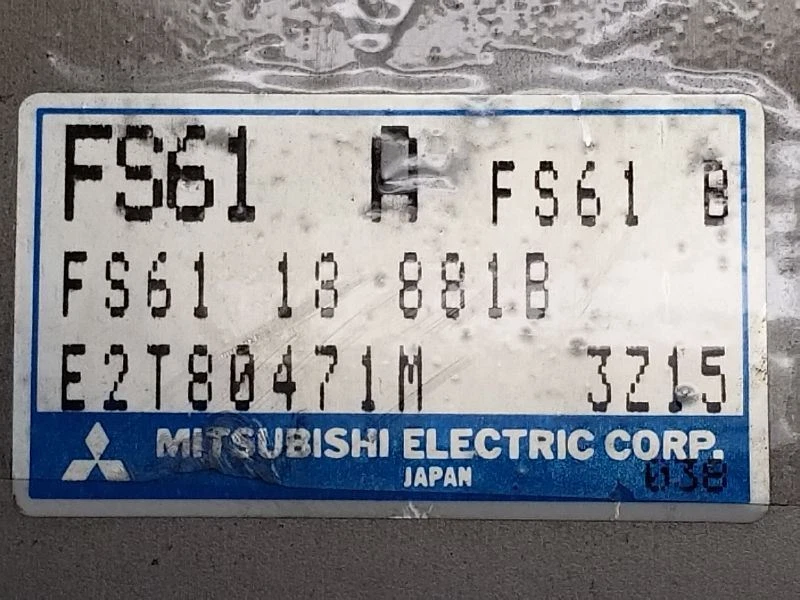 FS61 A FS61 B
FS61 18 881B
E2T80471M 3Z15
MITSUBISHI ELECTRIC CORP.
JAPAN 038